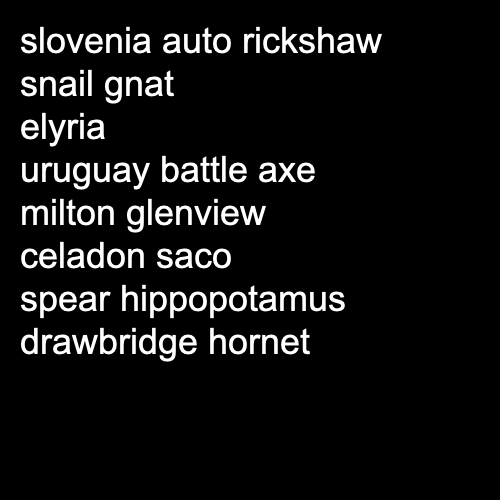 slovenia auto rickshaw
snail gnat
elyria
uruguay battle axe
milton glenview
celadon saco
spear hippopotamus
drawbridge hornet